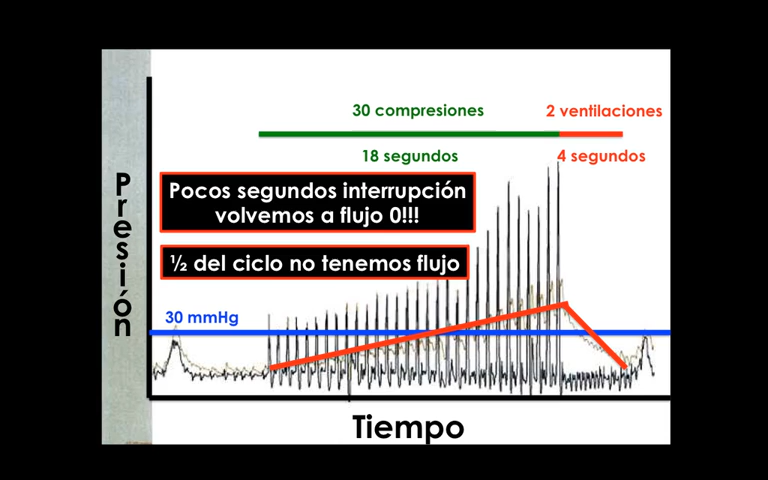 30 compresiones
2 ventilaciones
18 segundos
4 segundos
Pocos segundos interrupción
volvemos a flujo 0!!!
½ del ciclo no tenemos flujo
30 mmHg
Presión
Tiempo